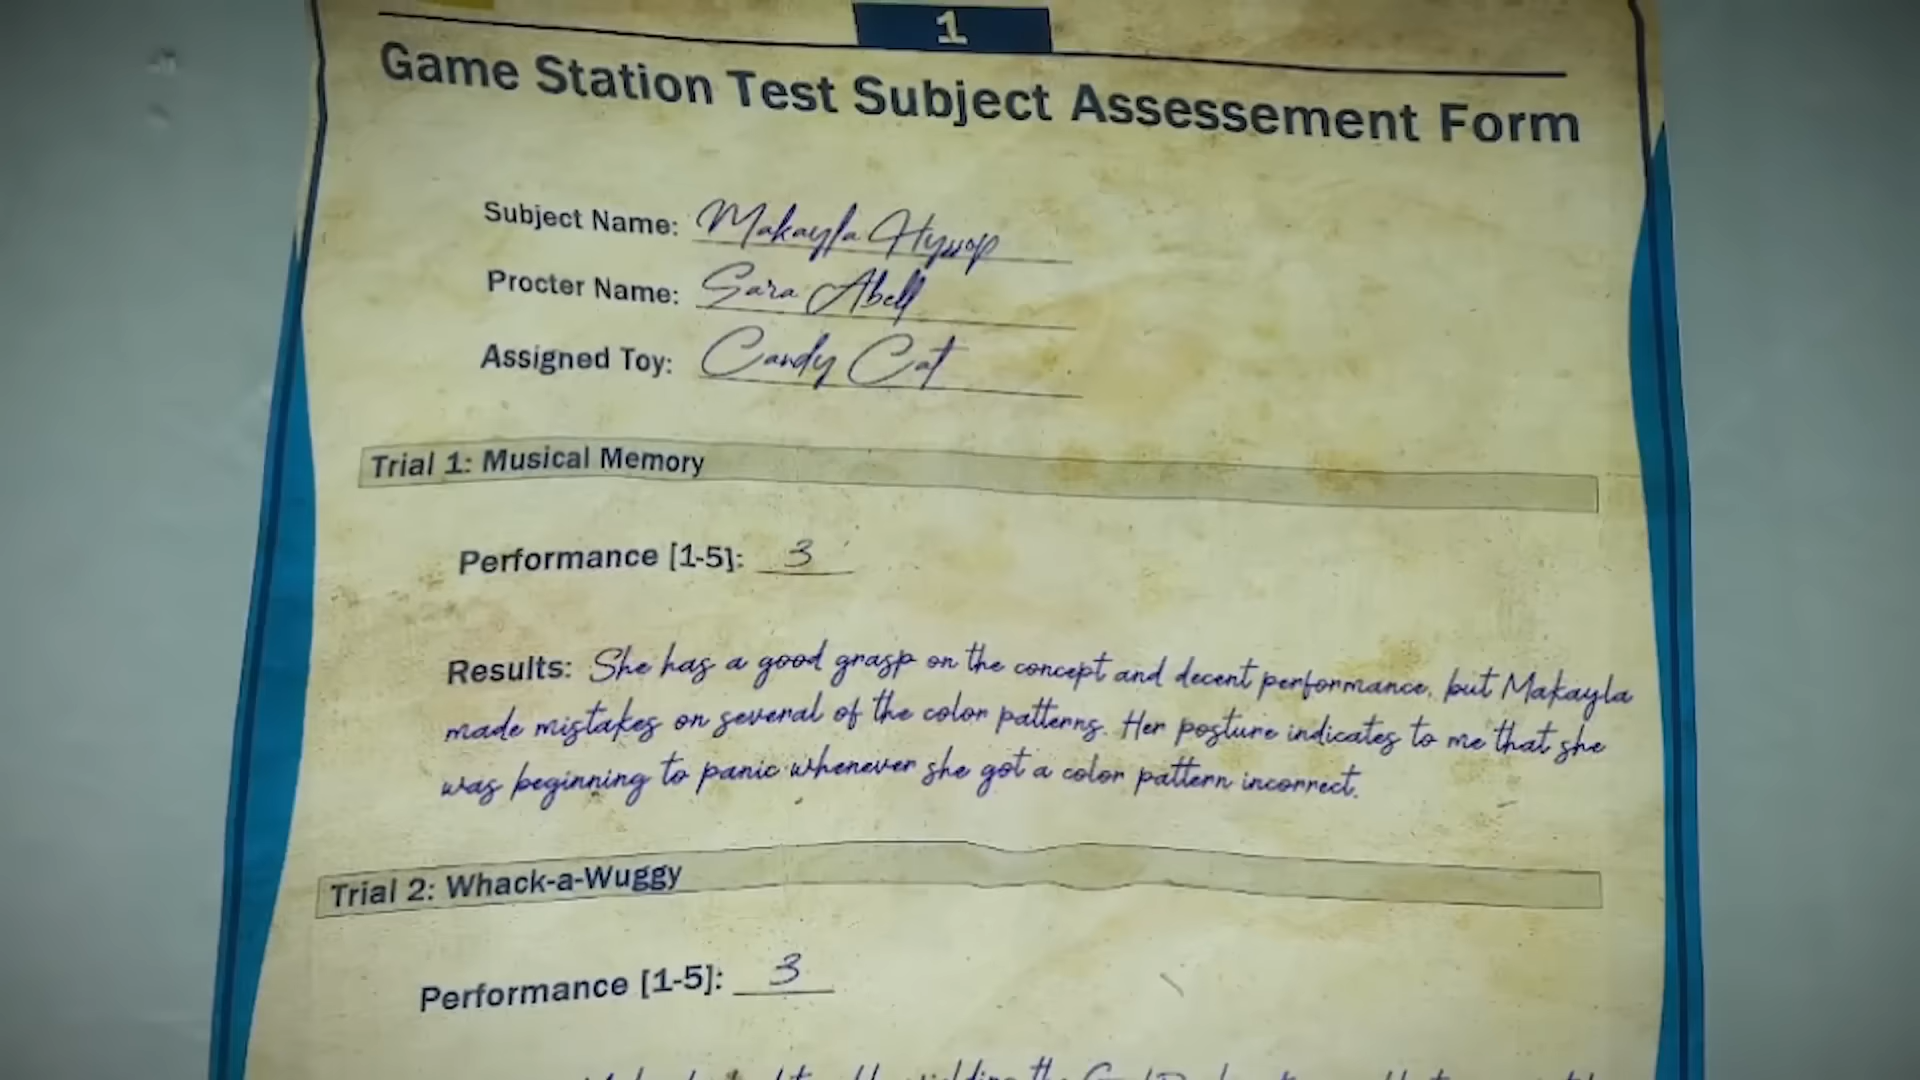 1
Game Station Test Subject Assessement Form
Subject Name: Makayla Hyssop
Procter Name: Sara Abell
Assigned Toy: Candy Cat
Trial 1: Musical Memory
Performance [1-5]: 3
Results: She has a good grasp on the concept and decent performance, but Makayla
made mistakes on several of the color patterns. Her posture indicates to me that she
was beginning to panic whenever she got a color pattern incorrect.
Trial 2: Whack-a-Wuggy
Performance [1-5]: 3